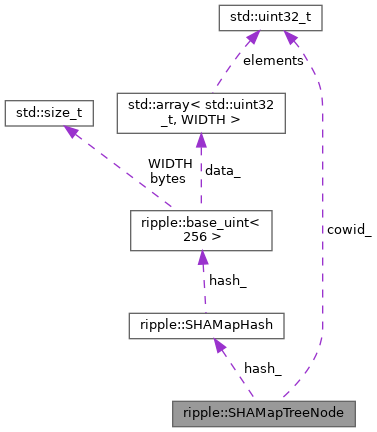 std::uint32_t
elements
std::size_t
std::array< std::uint32
_t, WIDTH >
WIDTH
bytes
data_
ripple::base_uint<
256 >
cowid_
hash_
ripple::SHAMapHash
hash_
ripple::SHAMapTreeNode